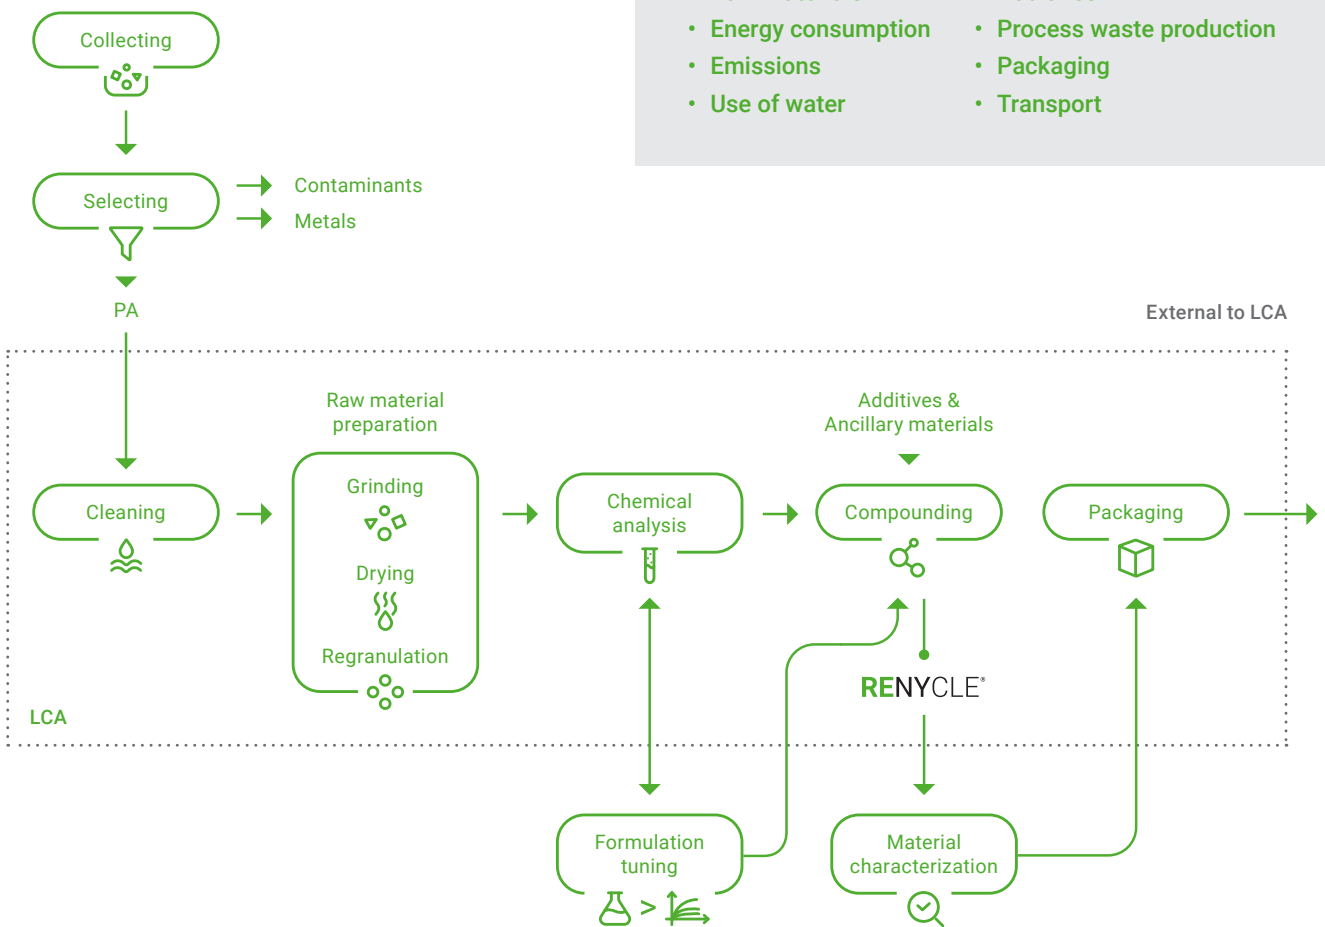 Collecting
• Energy consumption
• Emissions
• Use of water
• Process waste production
• Packaging
• Transport
Selecting
Contaminants
Metals
PA
External to LCA
Raw material
preparation
Additives &
Ancillary materials
Cleaning
Grinding
Drying
Regranulation
Chemical
analysis
Compounding
Packaging
RENYCLE®
LCA
Formulation
tuning
>
Material
characterization